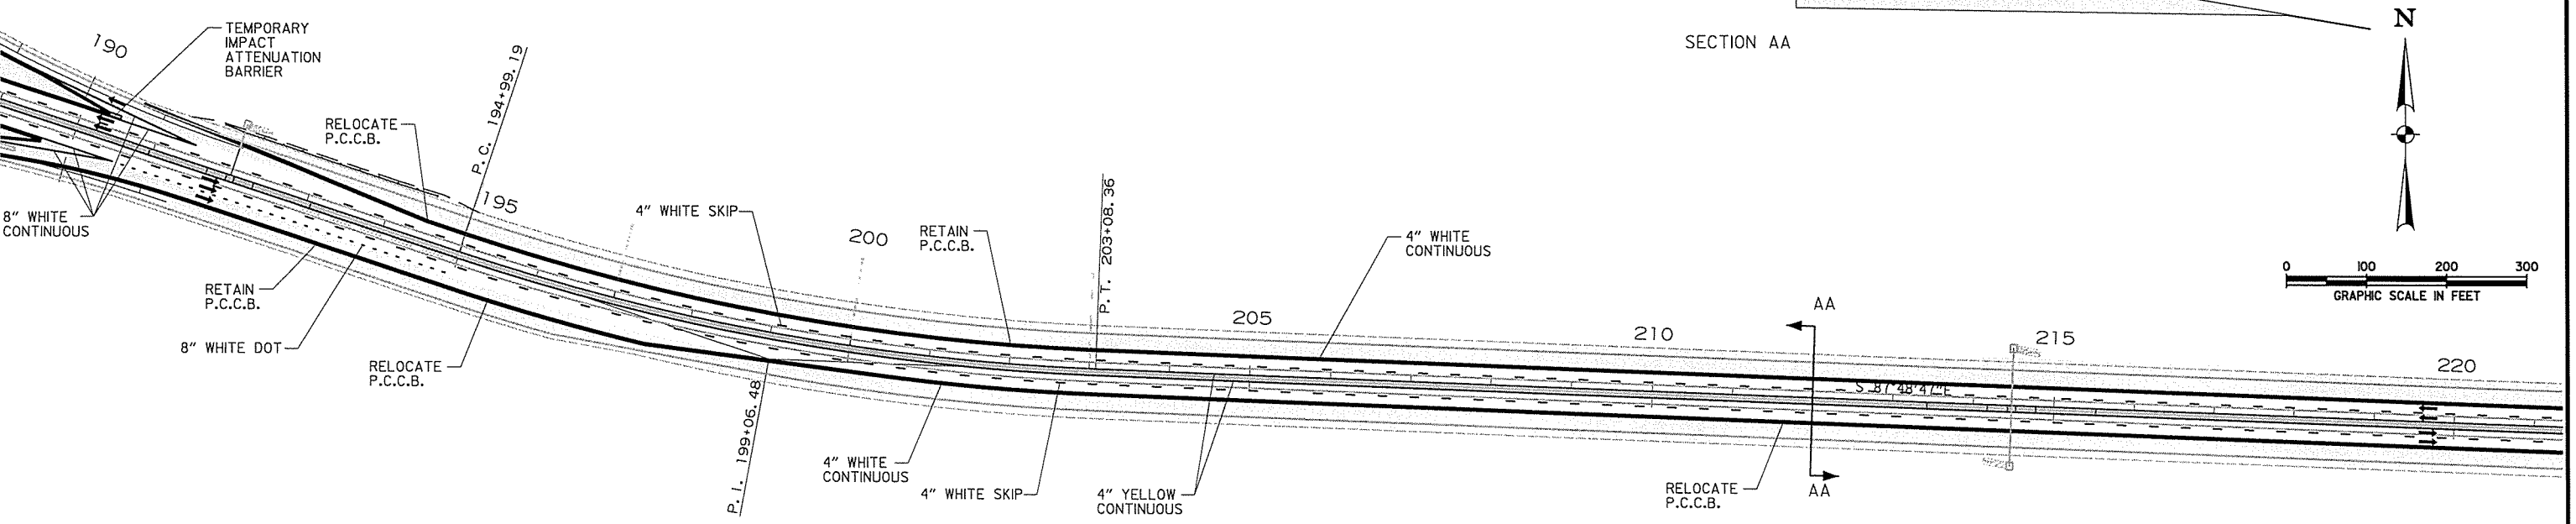 190
TEMPORARY
IMPACT
ATTENUATION
BARRIER
SECTION AA
N
P.C. 194+99.19
RELOCATE
P.C.C.B.
195
8" WHITE
CONTINUOUS
4" WHITE SKIP
200
RETAIN
P.C.C.B.
P.T. 203+08.36
4" WHITE
CONTINUOUS
0 100 200 300
GRAPHIC SCALE IN FEET
RETAIN
P.C.C.B.
205
AA
210
215
8" WHITE DOT
RELOCATE
P.C.C.B.
220
S 87°48'47"E
P.I. 199+06.48
4" WHITE
CONTINUOUS
4" WHITE SKIP
4" YELLOW
CONTINUOUS
RELOCATE
P.C.C.B.
AA